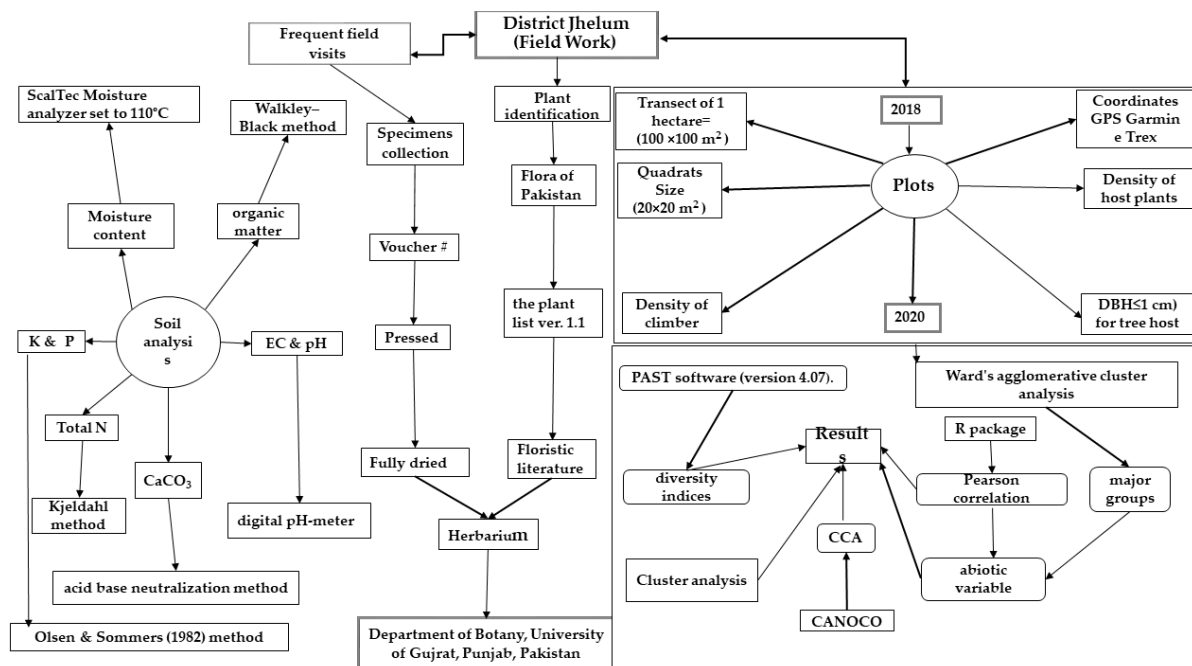 District Jhelum
(Field Work)
Frequent field
visits
ScalTec Moisture
analyzer set to 110°C
Walkley–
Black method
Specimens
collection
Plant
identification
Moisture
content
organic
matter
Flora of
Pakistan
Voucher #
the plant
list ver. 1.1
Soil
analysi
s
K & P
EC & pH
Pressed
Total N
CaCO3
Fully dried
Floristic
literature
Kjeldahl
method
digital pH-meter
Herbarium
acid base neutralization method
Olsen & Sommers (1982) method
Department of Botany, University
of Gujrat, Punjab, Pakistan
Transect of 1
hectare=
(100 ×100 m²)
2018
Coordinates
GPS Garmin
e Trex
Quadrats
Size
(20×20 m²)
Plots
Density of
host plants
Density of
climber
2020
DBH≤1 cm)
for tree host
PAST software (version 4.07).
Ward's agglomerative cluster
analysis
R package
Result
s
diversity
indices
Pearson
correlation
major
groups
CCA
Cluster analysis
abiotic
variable
CANOCO